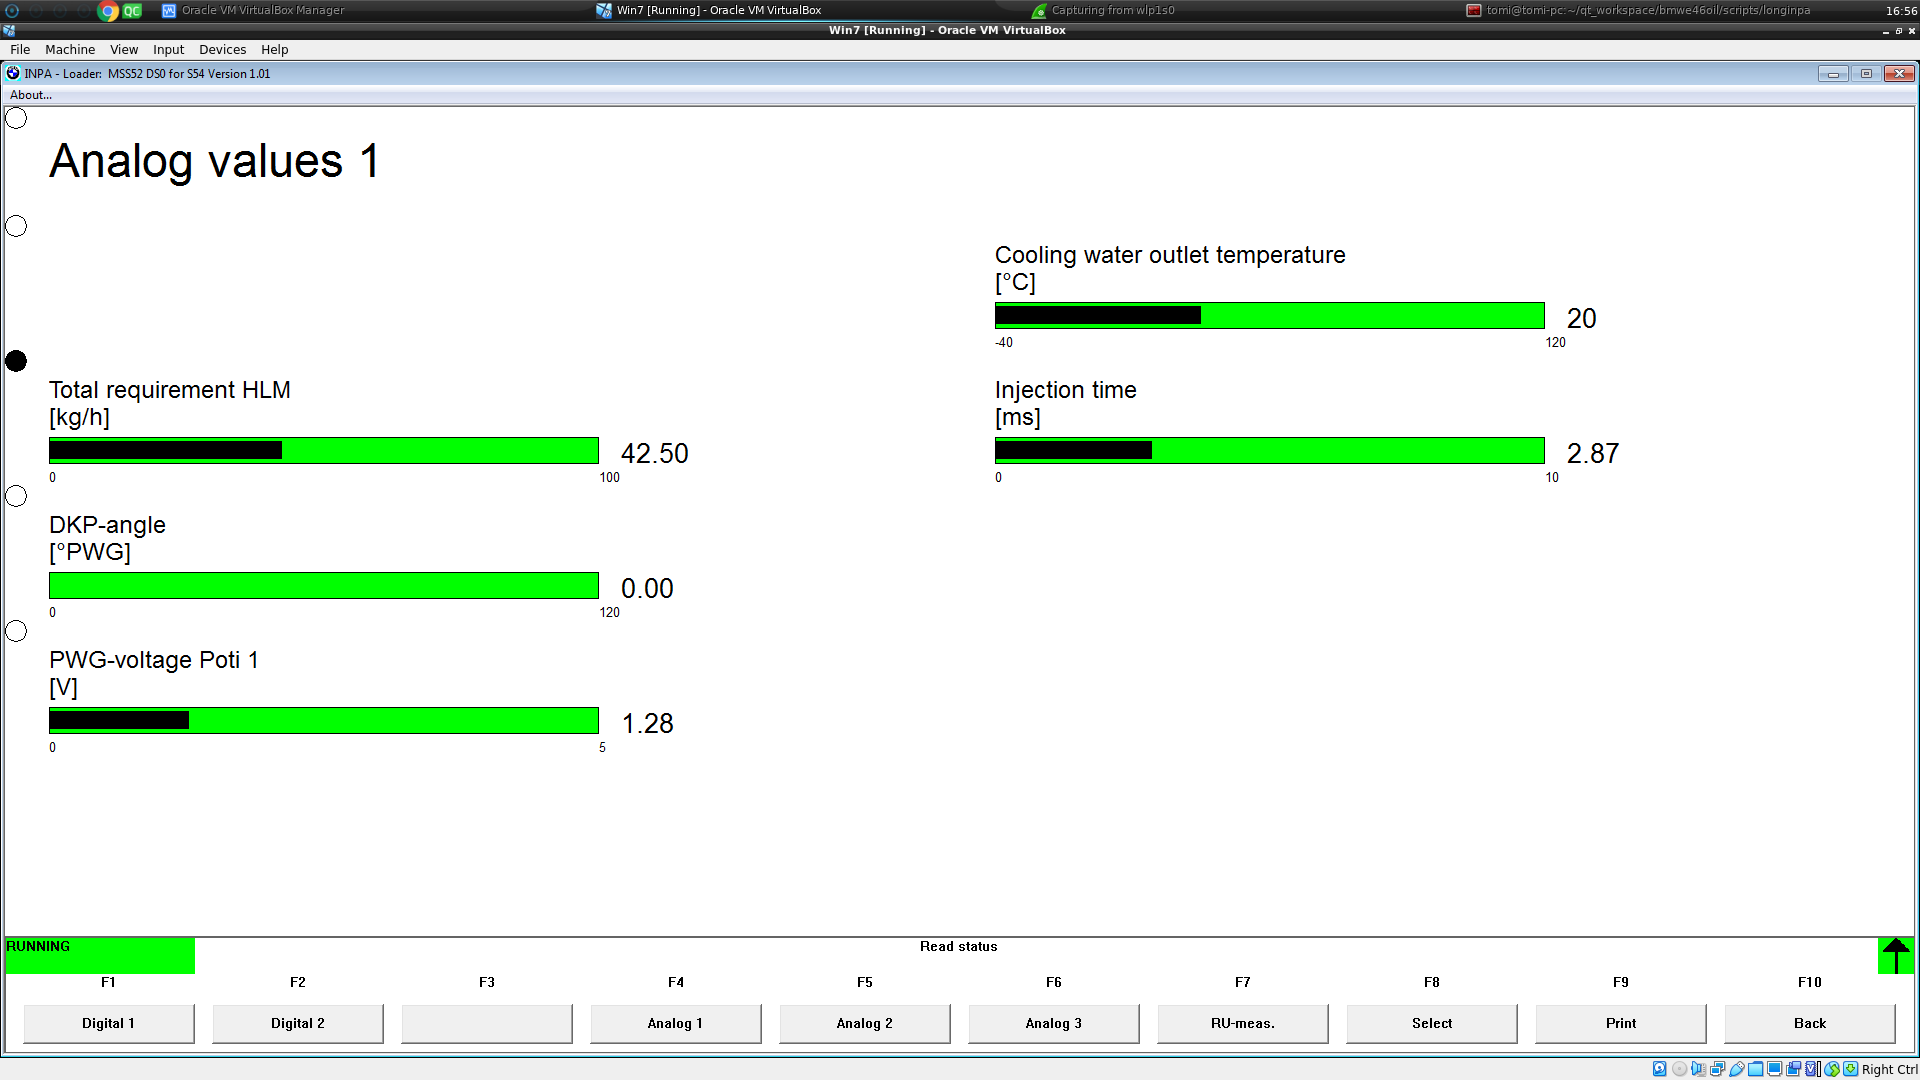 QC
Oracle VM VirtualBox Manager
Win7 [Running] - Oracle VM VirtualBox
Capturing from wlp1s0
tomi@tomi-pc:~/qt_workspace/bmwe46oil/scripts/longinpa
16:56
Win7 [Running] - Oracle VM VirtualBox
File Machine View Input Devices Help
INPA - Loader: MSS52 DS0 for S54 Version 1.01
About...
Analog values 1
Cooling water outlet temperature
[°C]
20
-40 120
Total requirement HLM
[kg/h]
42.50
0 100
Injection time
[ms]
2.87
0 10
DKP-angle
[°PWG]
0.00
0 120
PWG-voltage Poti 1
[V]
1.28
0 5
RUNNING
Read status
F1 F2 F3 F4 F5 F6 F7 F8 F9 F10
Digital 1 Digital 2 Analog 1 Analog 2 Analog 3 RU-meas. Select Print Back
Right Ctrl